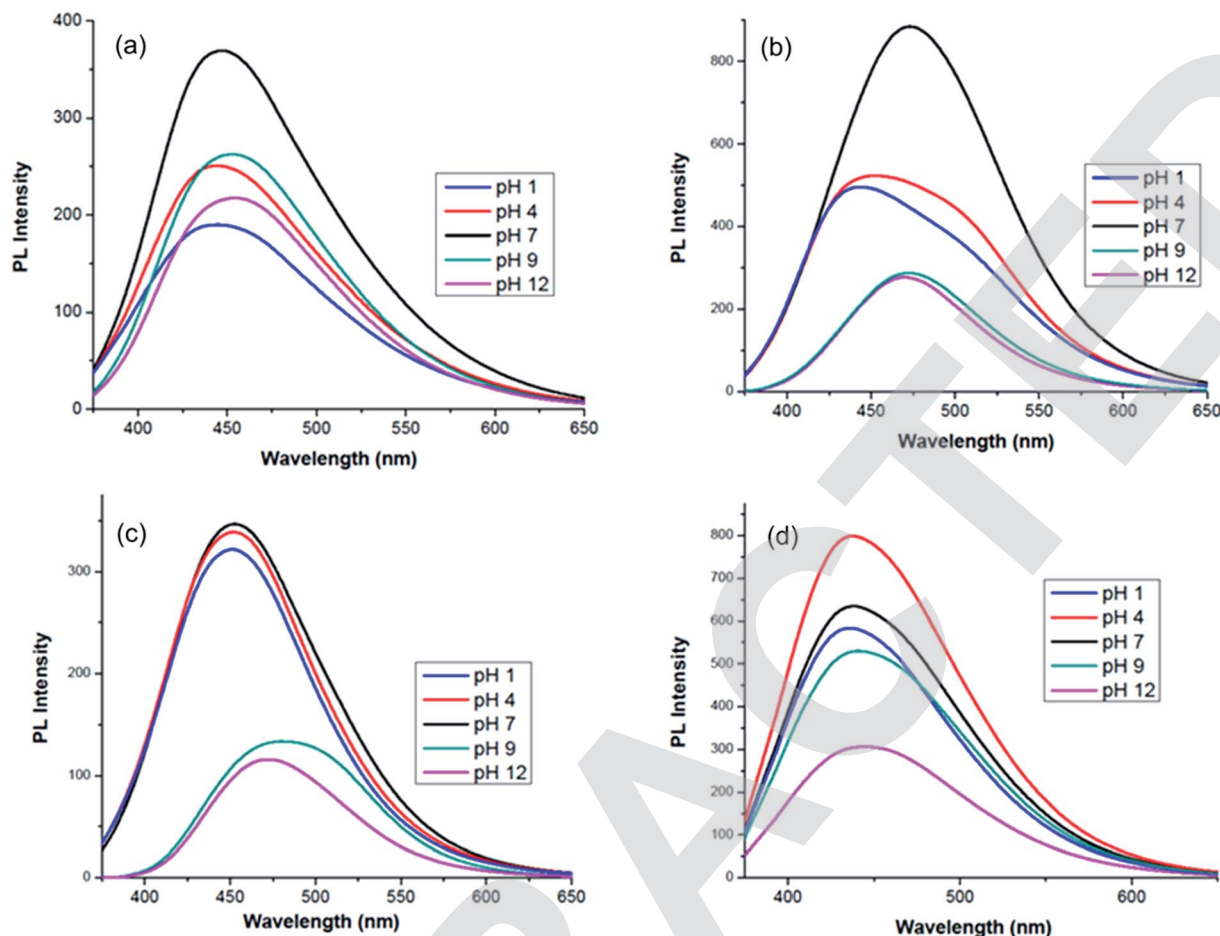 (a)
400
300
200
100
0
PL Intensity
400 450 500 550 600 650
Wavelength (nm)
pH 1
pH 4
pH 7
pH 9
pH 12
(b)
800
600
400
200
0
PL Intensity
400 450 500 550 600 650
Wavelength (nm)
pH 1
pH 4
pH 7
pH 9
pH 12
(c)
300
200
100
0
PL Intensity
400 450 500 550 600 650
Wavelength (nm)
pH 1
pH 4
pH 7
pH 9
pH 12
(d)
800
700
600
500
400
300
200
100
0
PL Intensity
400 500 600
Wavelength (nm)
pH 1
pH 4
pH 7
pH 9
pH 12